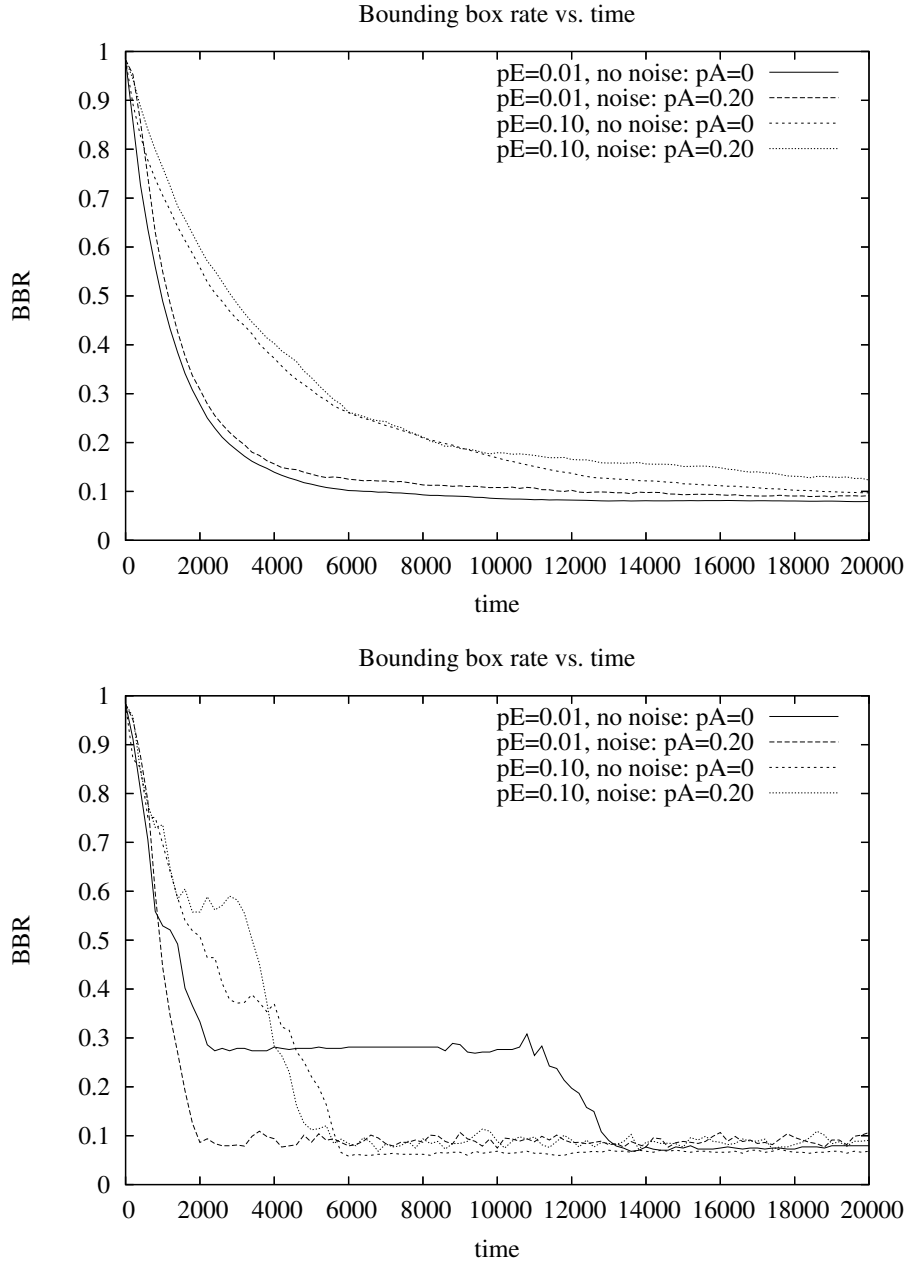 Bounding box rate vs. time
1
0.9
0.8
0.7
0.6
0.5
0.4
0.3
0.2
0.1
0
BBR
pE=0.01, no noise: pA=0
pE=0.01, noise: pA=0.20
pE=0.10, no noise: pA=0
pE=0.10, noise: pA=0.20
0 2000 4000 6000 8000 10000 12000 14000 16000 18000 20000
time
Bounding box rate vs. time
1
0.9
0.8
0.7
0.6
0.5
0.4
0.3
0.2
0.1
0
BBR
pE=0.01, no noise: pA=0
pE=0.01, noise: pA=0.20
pE=0.10, no noise: pA=0
pE=0.10, noise: pA=0.20
0 2000 4000 6000 8000 10000 12000 14000 16000 18000 20000
time